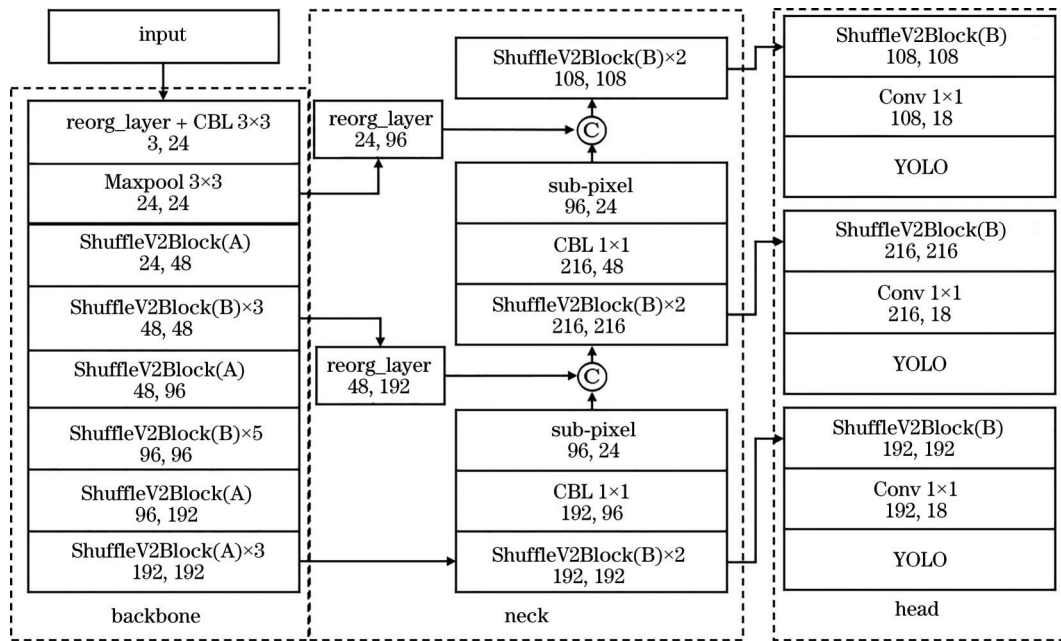 input
reorg_layer + CBL 3×3
3, 24
Maxpool 3×3
24, 24
ShuffleV2Block(A)
24, 48
ShuffleV2Block(B)×3
48, 48
ShuffleV2Block(A)
48, 96
ShuffleV2Block(B)×5
96, 96
ShuffleV2Block(A)
96, 192
ShuffleV2Block(A)×3
192, 192
backbone
reorg_layer
24, 96
reorg_layer
48, 192
ShuffleV2Block(B)×2
108, 108
C
sub-pixel
96, 24
CBL 1×1
216, 48
ShuffleV2Block(B)×2
216, 216
C
sub-pixel
96, 24
CBL 1×1
192, 96
ShuffleV2Block(B)×2
192, 192
neck
ShuffleV2Block(B)
108, 108
Conv 1×1
108, 18
YOLO
ShuffleV2Block(B)
216, 216
Conv 1×1
216, 18
YOLO
ShuffleV2Block(B)
192, 192
Conv 1×1
192, 18
YOLO
head